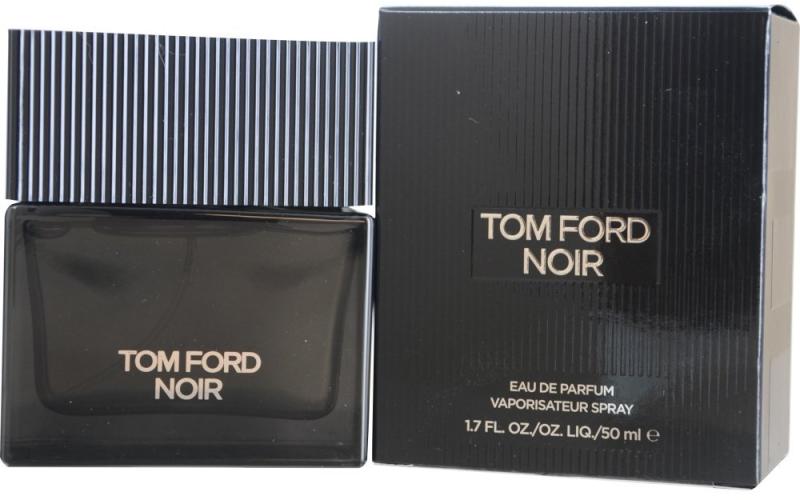 TOM FORD
NOIR
TOM FORD
NOIR
EAU DE PARFUM
VAPORISATEUR SPRAY
1.7 FL. OZ./OZ. LIQ./50 ml ℮